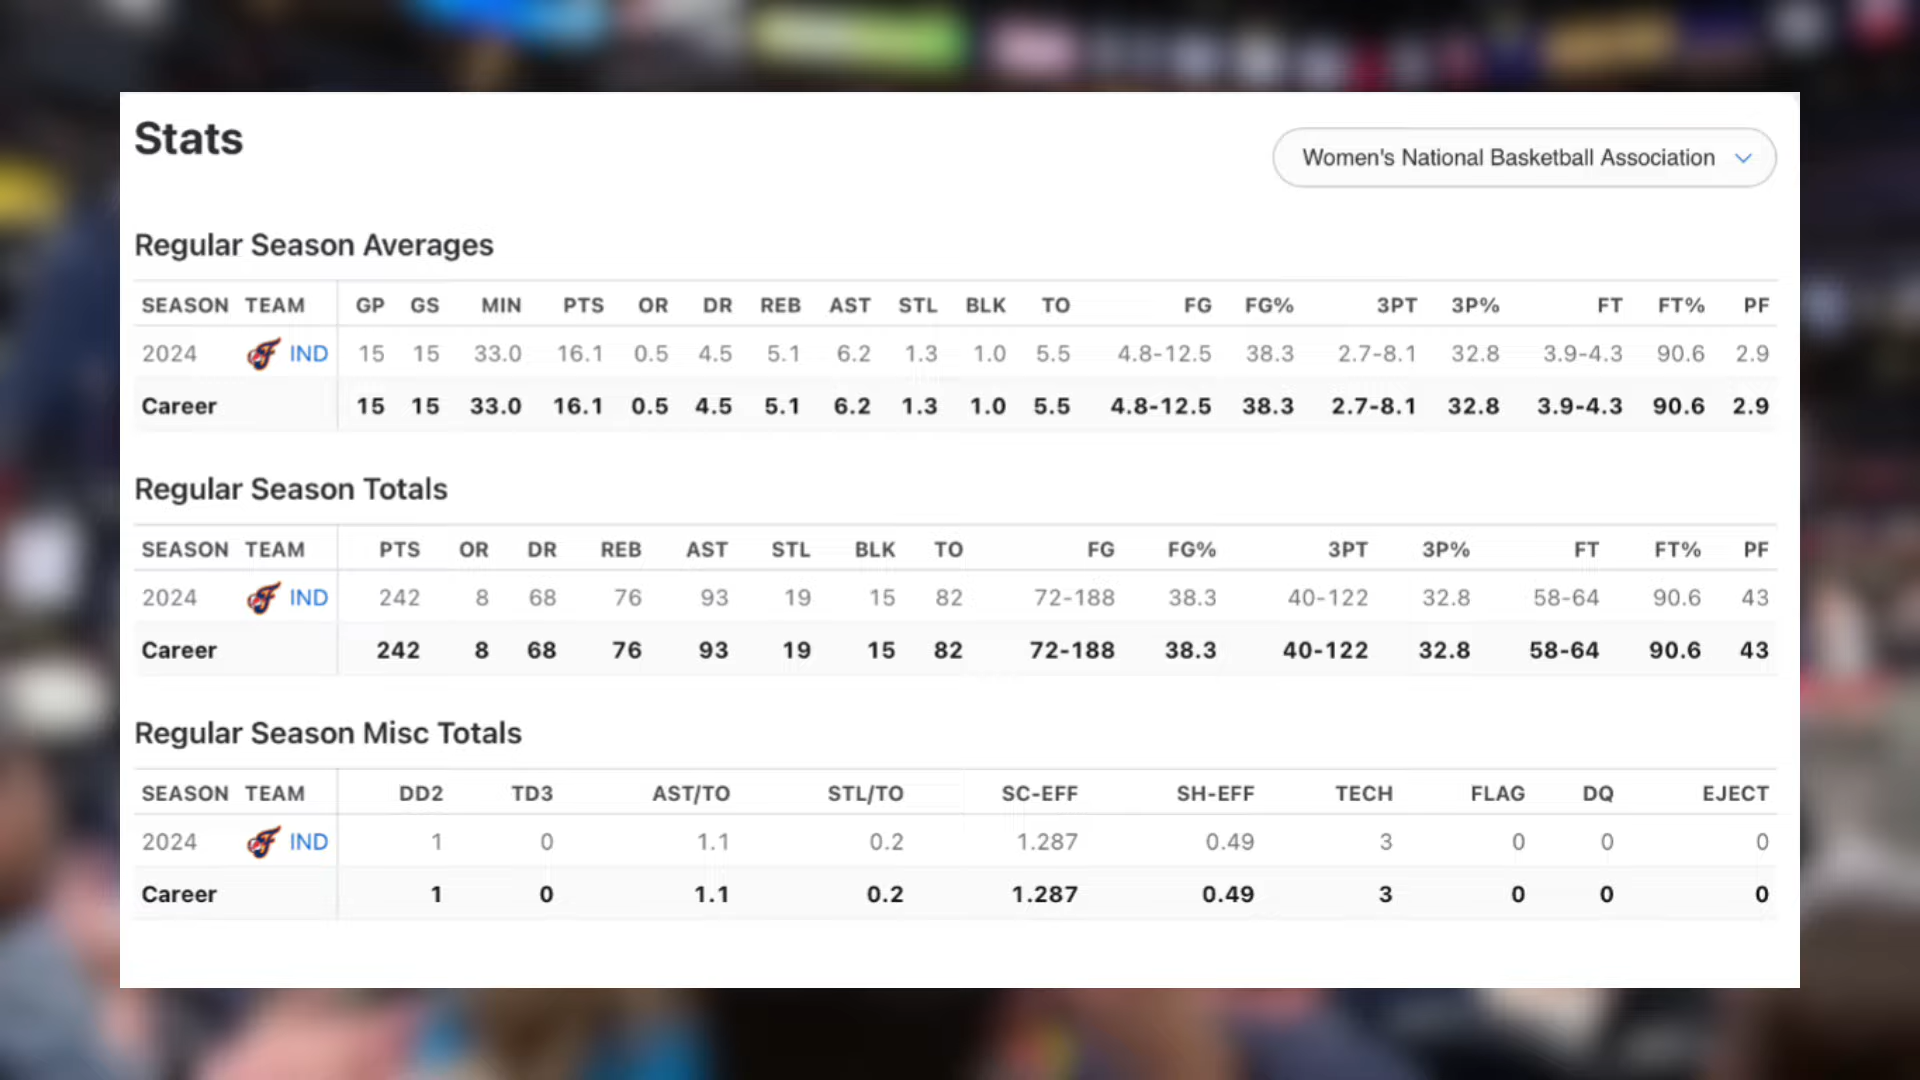 Stats
Women's National Basketball Association
Regular Season Averages
SEASON TEAM GP GS MIN PTS OR DR REB AST STL BLK TO FG FG% 3PT 3P% FT FT% PF
2024 IND 15 15 33.0 16.1 0.5 4.5 5.1 6.2 1.3 1.0 5.5 4.8-12.5 38.3 2.7-8.1 32.8 3.9-4.3 90.6 2.9
Career 15 15 33.0 16.1 0.5 4.5 5.1 6.2 1.3 1.0 5.5 4.8-12.5 38.3 2.7-8.1 32.8 3.9-4.3 90.6 2.9
Regular Season Totals
SEASON TEAM PTS OR DR REB AST STL BLK TO FG FG% 3PT 3P% FT FT% PF
2024 IND 242 8 68 76 93 19 15 82 72-188 38.3 40-122 32.8 58-64 90.6 43
Career 242 8 68 76 93 19 15 82 72-188 38.3 40-122 32.8 58-64 90.6 43
Regular Season Misc Totals
SEASON TEAM DD2 TD3 AST/TO STL/TO SC-EFF SH-EFF TECH FLAG DQ EJECT
2024 IND 1 0 1.1 0.2 1.287 0.49 3 0 0 0
Career 1 0 1.1 0.2 1.287 0.49 3 0 0 0